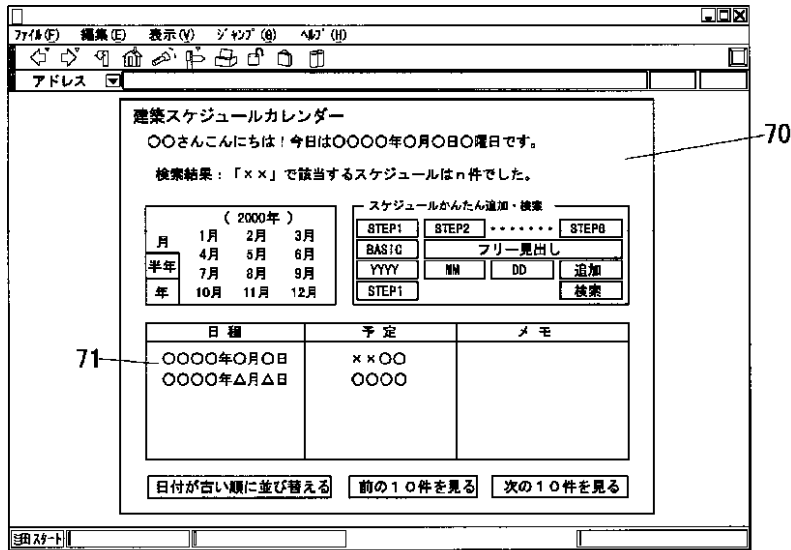 ファイル(F) 編集(E) 表示(V) ジャンプ(G) ヘルプ(H)
アドレス
建築スケジュールカレンダー
○○さんこんにちは！今日は○○○○年○月○日○曜日です。
70
検索結果：「××」で該当するスケジュールはn件でした。
スケジュールかんたん追加・検索
(2000年)
月 1月 2月 3月
4月 5月 6月
半年 7月 8月 9月
年 10月 11月 12月
STEP1 STEP2 ・・・・・・・ STEP6
BASIC フリー見出し
YYYY MM DD 追加
STEP1 検索
日程 予定 メモ
71
○○○○年○月○日 ××○○
○○○○年△月△日 ○○○○
日付が古い順に並び替える 前の10件を見る 次の10件を見る
スタート